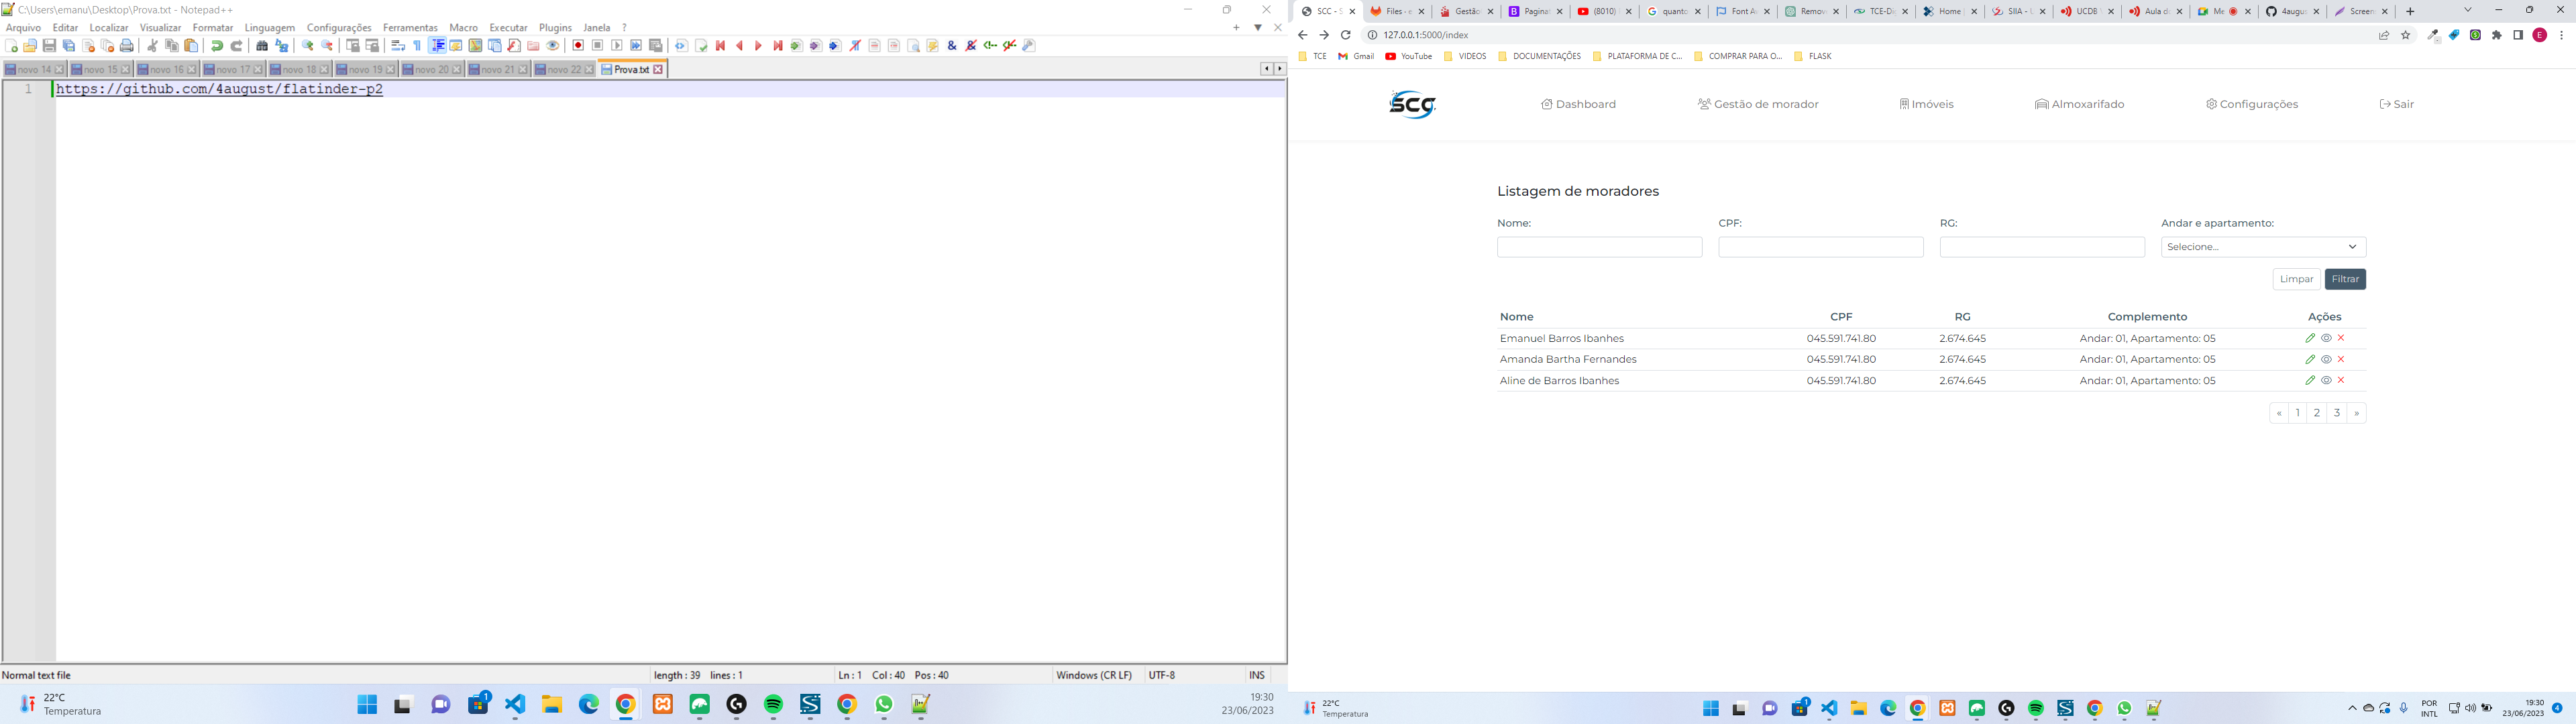 C:\Users\emanu\Desktop\Prova.txt - Notepad++
Arquivo Editar Localizar Visualizar Formatar Linguagem Configurações Ferramentas Macro Executar Plugins Janela ?
novo 14 novo 15 novo 16 novo 17 novo 18 novo 19 novo 20 novo 21 novo 22 Prova.txt
1 https://github.com/4august/flatinder-p2
Normal text file length : 39 lines : 1 Ln : 1 Col : 40 Pos : 40 Windows (CR LF) UTF-8 INS
22°C
Temperatura
1
19:30
23/06/2023
SCC - S Files - e Gestão Pagina (8010) quanto Font A Remov TCE-Di Home SIIA - UCDB Aula d Me 4augu Screen
127.0.0.1:5000/index
E
TCE Gmail YouTube VIDEOS DOCUMENTAÇÕES PLATAFORMA DE C... COMPRAR PARA O... FLASK
SCC Dashboard Gestão de morador Imóveis Almoxarifado Configurações Sair
Listagem de moradores
Nome: CPF: RG: Andar e apartamento:
Selecione...
Limpar Filtrar
Nome CPF RG Complemento Ações
Emanuel Barros Ibanhes 045.591.741.80 2.674.645 Andar: 01, Apartamento: 05
Amanda Bartha Fernandes 045.591.741.80 2.674.645 Andar: 01, Apartamento: 05
Aline de Barros Ibanhes 045.591.741.80 2.674.645 Andar: 01, Apartamento: 05
« 1 2 3 »
22°C
Temperatura
1
POR
INTL
19:30
23/06/2023
4